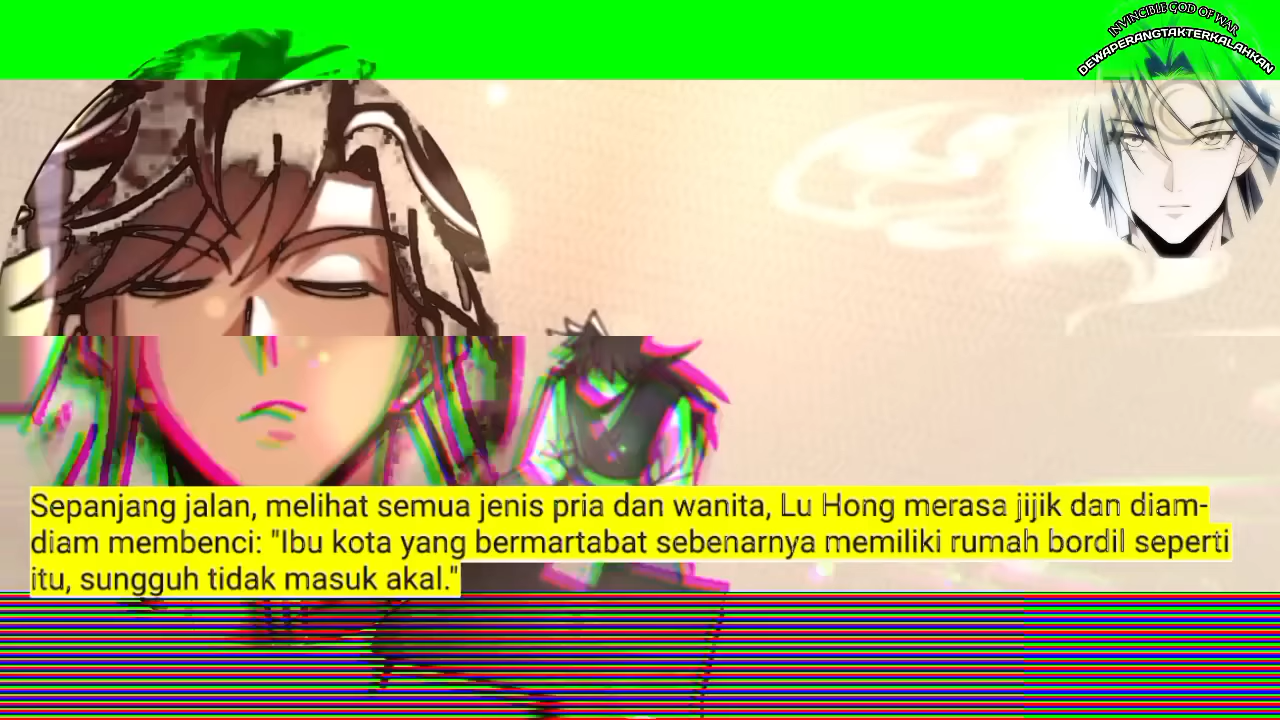 INVINCIBLE GOD OF WAR
DEWAPERANGTAKTERKALAHKAN
Sepanjang jalan, melihat semua jenis pria dan wanita, Lu Hong merasa jijik dan diam-
diam membenci: "Ibu kota yang bermartabat sebenarnya memiliki rumah bordil seperti
itu, sungguh tidak masuk akal."